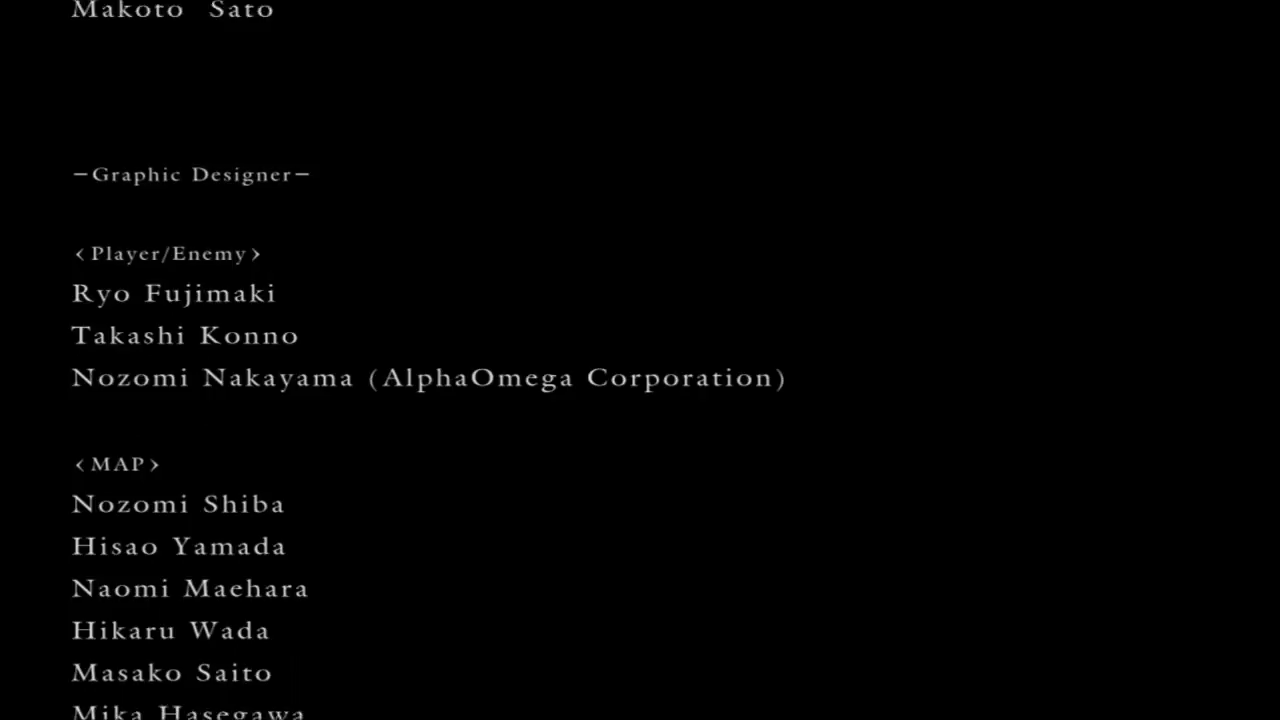 Makoto Sato
−Graphic Designer−
‹Player/Enemy›
Ryo Fujimaki
Takashi Konno
Nozomi Nakayama (AlphaOmega Corporation)
‹MAP›
Nozomi Shiba
Hisao Yamada
Naomi Maehara
Hikaru Wada
Masako Saito
Mika Hasegawa